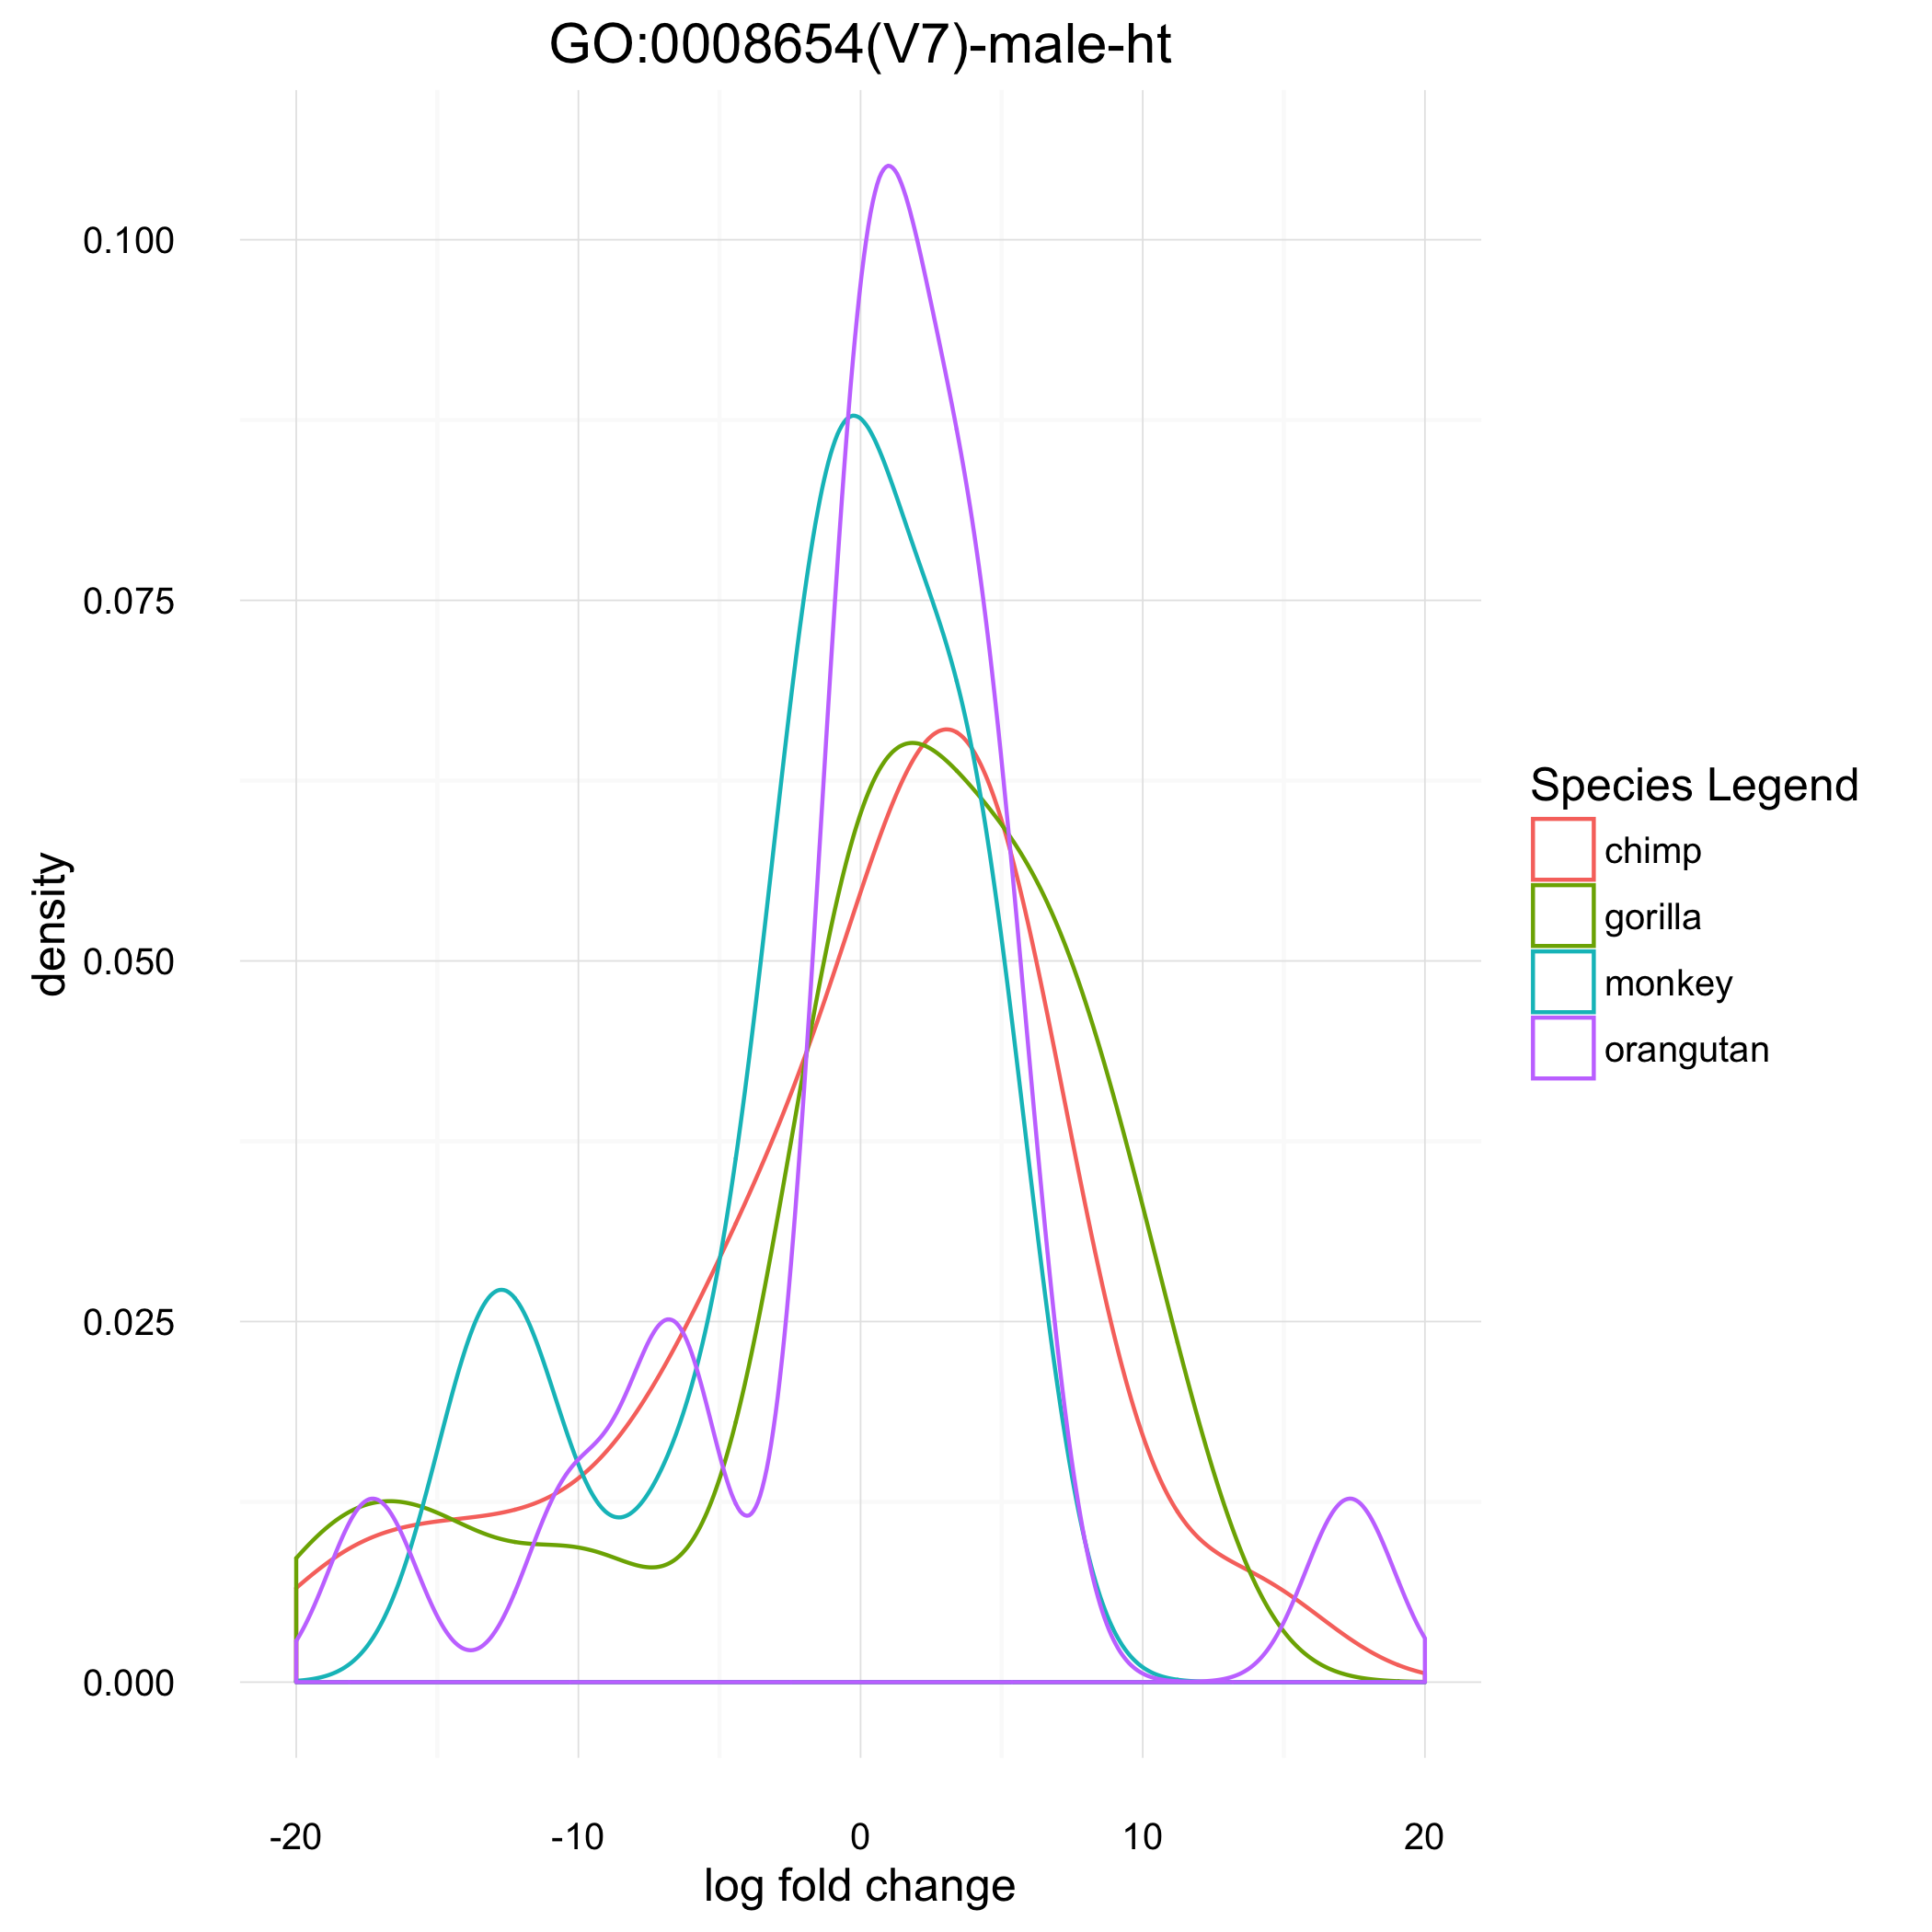 GO:0008654(V7)-male-ht
0.100
0.075
0.050
0.025
0.000
density
-20 -10 0 10 20
log fold change
Species Legend
chimp
gorilla
monkey
orangutan